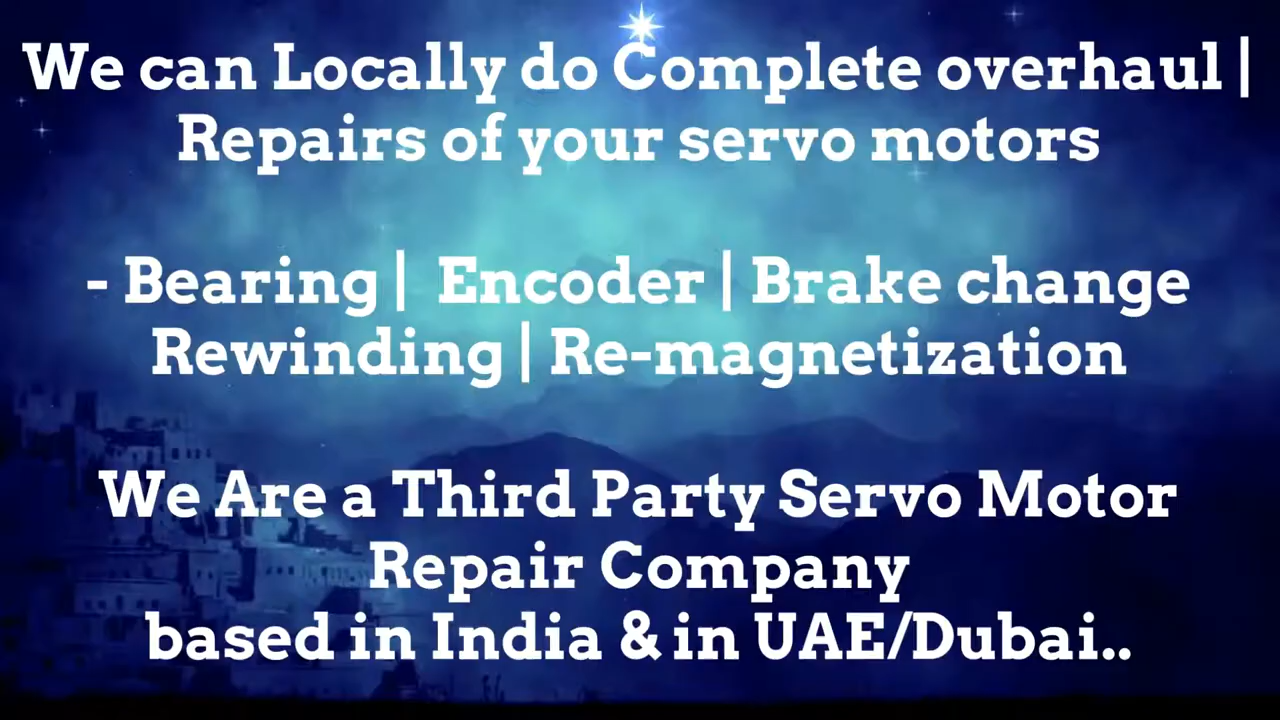 We can Locally do Complete overhaul |
Repairs of your servo motors
- Bearing | Encoder | Brake change
Rewinding | Re-magnetization
We Are a Third Party Servo Motor
Repair Company
based in India & in UAE/Dubai..